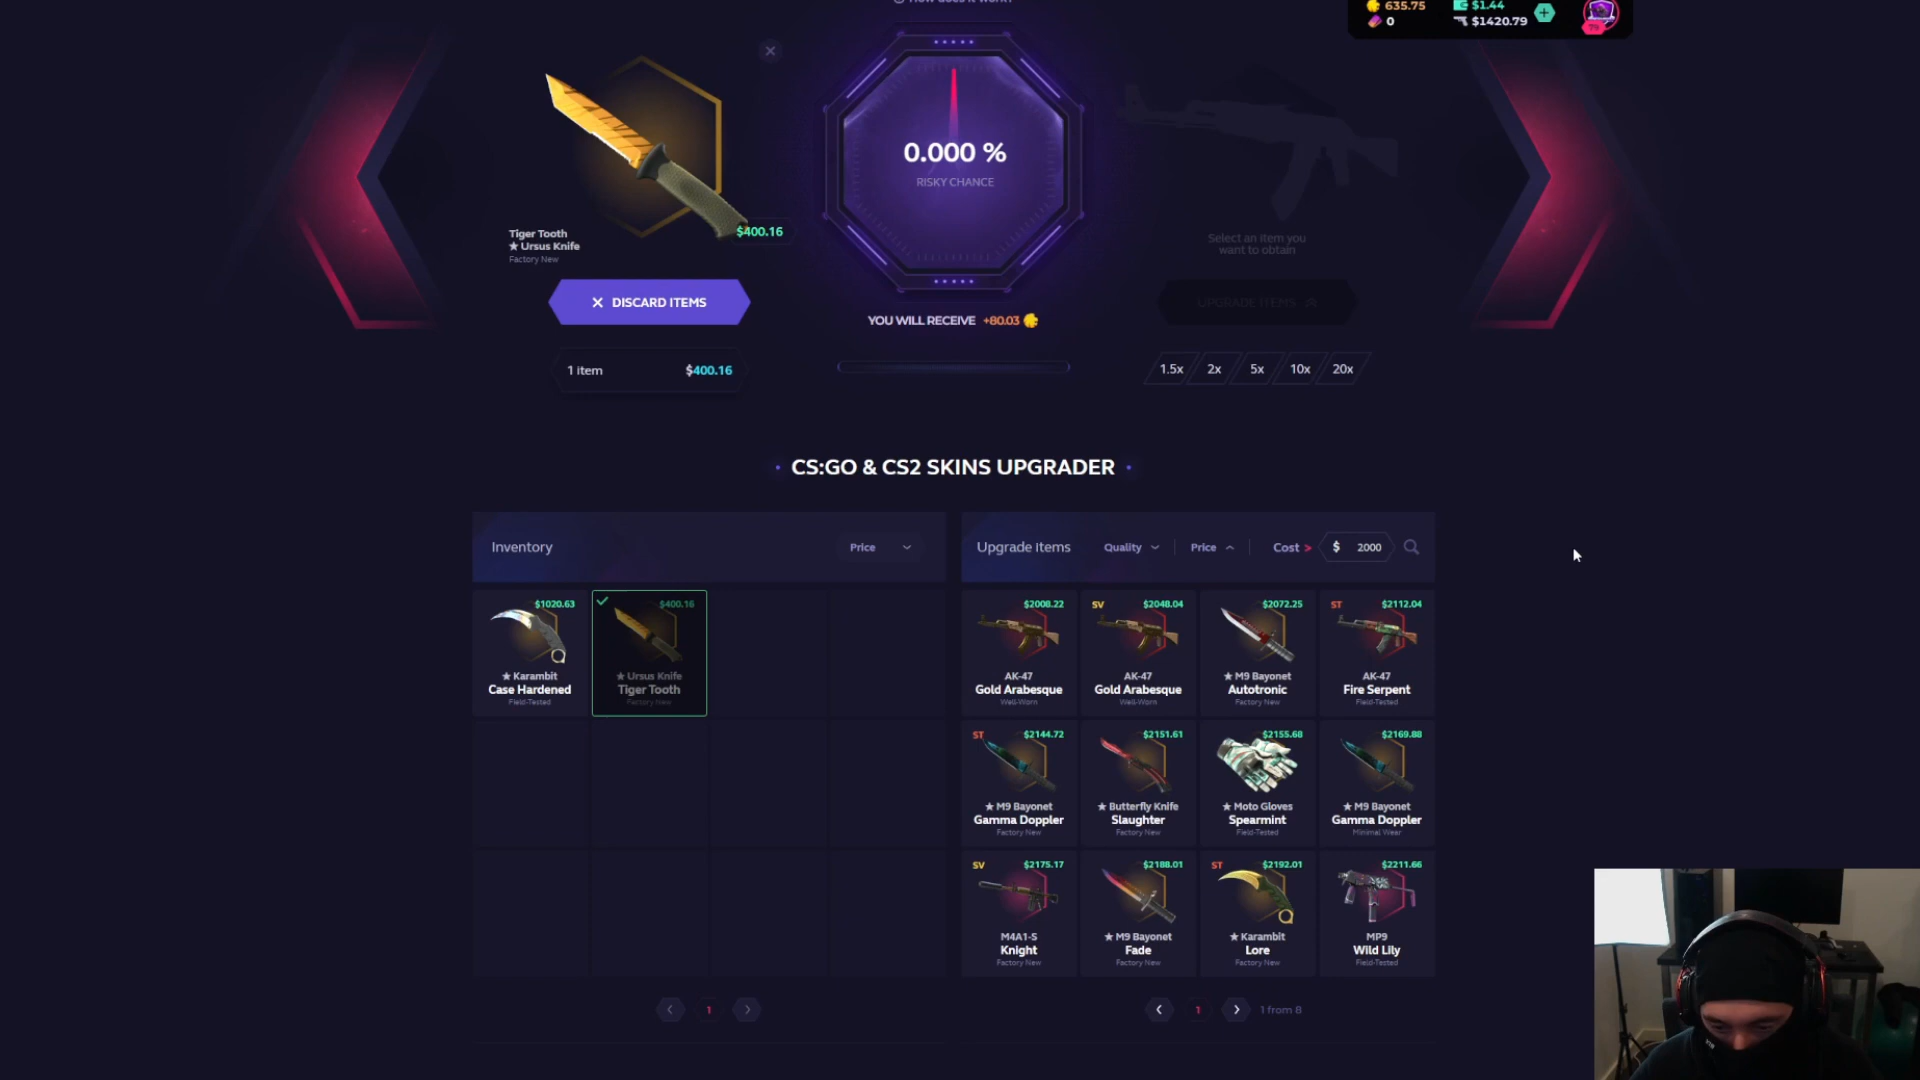 How does it work?
635.75
$1.44
0
$1420.79
0.000 %
RISKY CHANCE
$400.16
Tiger Tooth
★ Ursus Knife
Factory New
Select an item you
want to obtain
DISCARD ITEMS
UPGRADE ITEMS
YOU WILL RECEIVE +80.03
1 item $400.16
1.5x 2x 5x 10x 20x
CS:GO & CS2 SKINS UPGRADER
Inventory
Price
Upgrade items
Quality
Price
Cost >
$ 2000
$1020.63
★ Karambit
Case Hardened
Field-Tested
$400.16
★ Ursus Knife
Tiger Tooth
Factory New
$2008.22
AK-47
Gold Arabesque
Well-Worn
SV $2048.04
AK-47
Gold Arabesque
Well-Worn
$2072.25
★ M9 Bayonet
Autotronic
Factory New
ST $2112.04
AK-47
Fire Serpent
Field-Tested
ST $2144.72
★ M9 Bayonet
Gamma Doppler
Factory New
$2151.61
★ Butterfly Knife
Slaughter
Factory New
$2155.68
★ Moto Gloves
Spearmint
Field-Tested
$2169.88
★ M9 Bayonet
Gamma Doppler
Minimal Wear
SV $2175.17
M4A1-S
Knight
Factory New
$2188.01
★ M9 Bayonet
Fade
Factory New
ST $2192.01
★ Karambit
Lore
Factory New
$2211.66
MP9
Wild Lily
Field-Tested
1
1
1 from 8